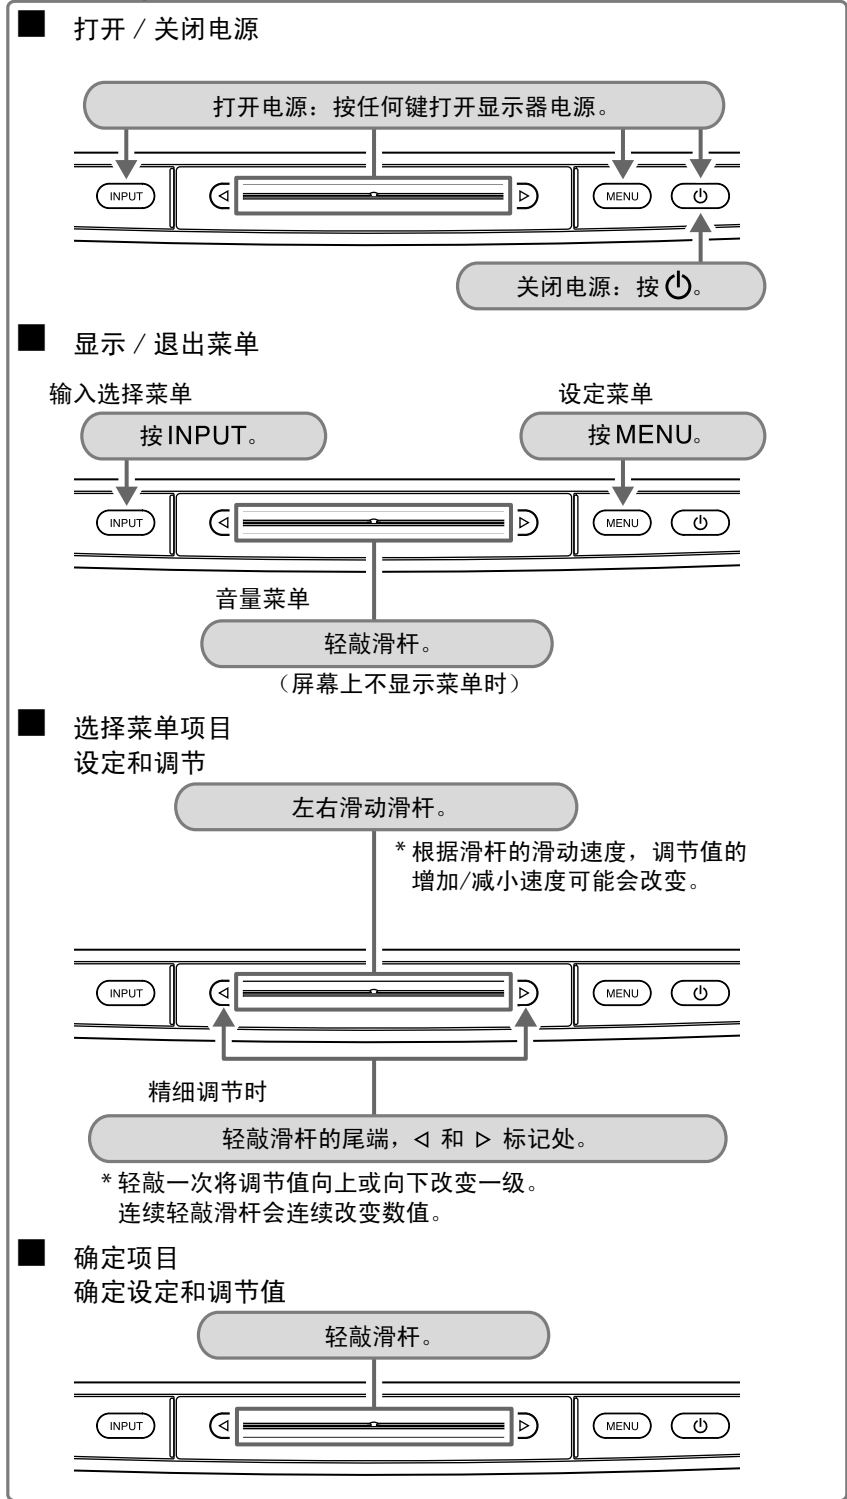 ■ 打开 / 关闭电源
打开电源：按任何键打开显示器电源。
INPUT ◁ ▷ MENU ⏻
关闭电源：按⏻。
■ 显示 / 退出菜单
输入选择菜单 设定菜单
按INPUT。 按MENU。
INPUT ◁ ▷ MENU ⏻
音量菜单
轻敲滑杆。
（屏幕上不显示菜单时）
■ 选择菜单项目
设定和调节
左右滑动滑杆。
* 根据滑杆的滑动速度，调节值的
增加/减小速度可能会改变。
INPUT ◁ ▷ MENU ⏻
精细调节时
轻敲滑杆的尾端，◁ 和 ▷ 标记处。
* 轻敲一次将调节值向上或向下改变一级。
连续轻敲滑杆会连续改变数值。
■ 确定项目
确定设定和调节值
轻敲滑杆。
INPUT ◁ ▷ MENU ⏻